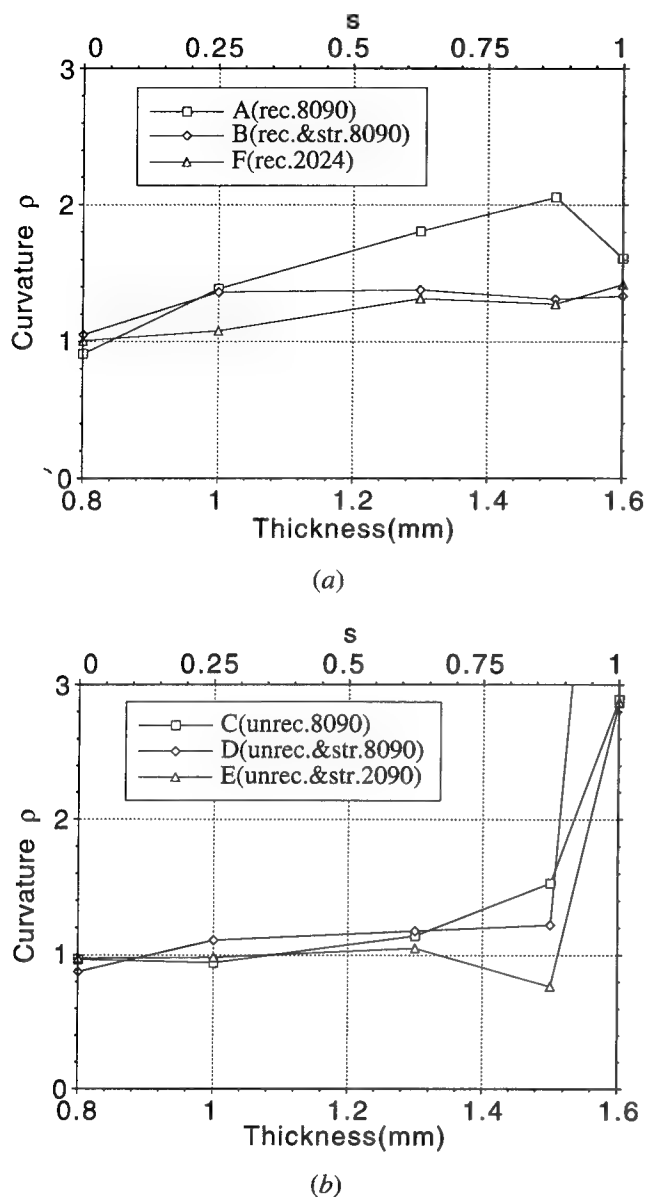 s
0 0.25 0.5 0.75 1
3
A(rec.8090)
B(rec.&str.8090)
F(rec.2024)
2
Curvature ρ
1
0
0.8 1 1.2 1.4 1.6
Thickness(mm)
(a)
s
0 0.25 0.5 0.75 1
3
C(unrec.8090)
D(unrec.&str.8090)
E(unrec.&str.2090)
2
Curvature ρ
1
0
0.8 1 1.2 1.4 1.6
Thickness(mm)
(b)